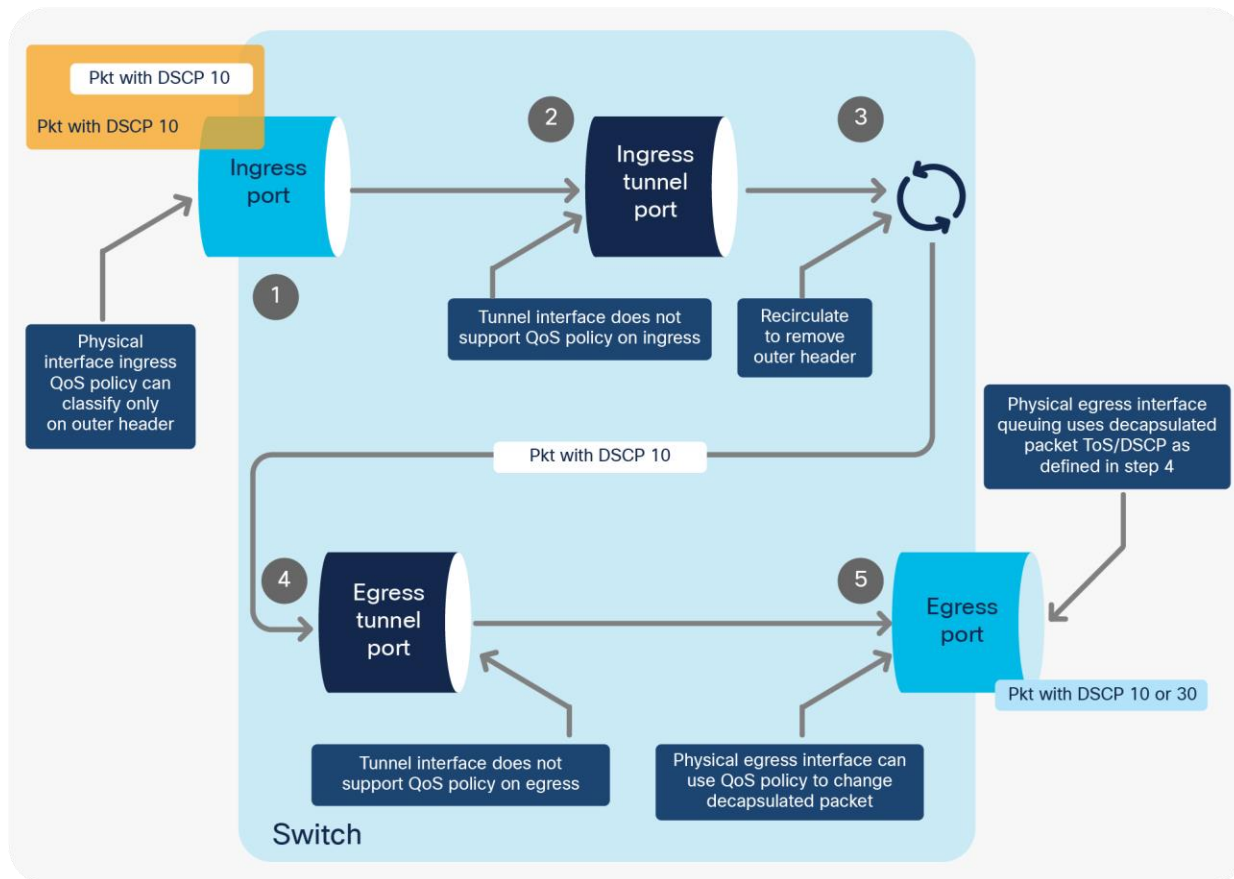 Pkt with DSCP 10
Pkt with DSCP 10
Ingress
port
1
Physical
interface ingress
QoS policy can
classify only
on outer header
2
Ingress
tunnel
port
Tunnel interface does not
support QoS policy on ingress
3
Recirculate
to remove
outer header
Pkt with DSCP 10
4
Egress
tunnel
port
Tunnel interface does not
support QoS policy on egress
5
Egress
port
Physical egress interface
queuing uses decapsulated
packet ToS/DSCP as
defined in step 4
Pkt with DSCP 10 or 30
Physical egress interface can
use QoS policy to change
decapsulated packet
Switch